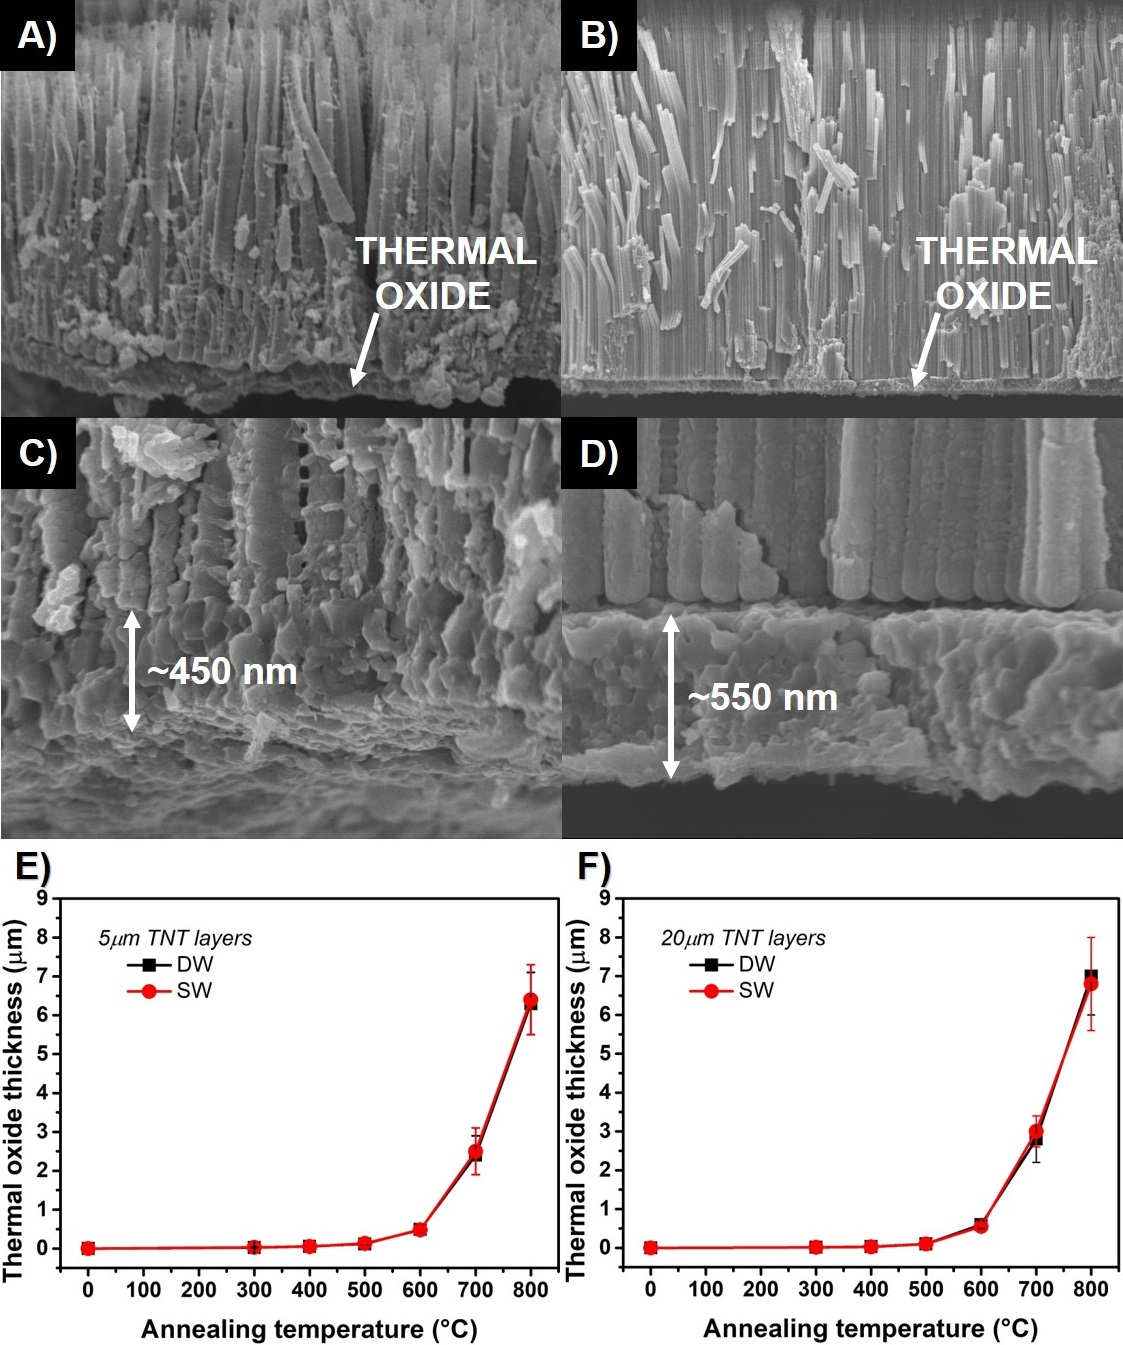 A)
B)
THERMAL
OXIDE
THERMAL
OXIDE
C)
D)
~450 nm
~550 nm
E)
F)
9
8
7
6
5
4
3
2
1
0
Thermal oxide thickness (μm)
5μm TNT layers
DW
SW
0 100 200 300 400 500 600 700 800
Annealing temperature (°C)
9
8
7
6
5
4
3
2
1
0
Thermal oxide thickness (μm)
20μm TNT layers
DW
SW
0 100 200 300 400 500 600 700 800
Annealing temperature (°C)